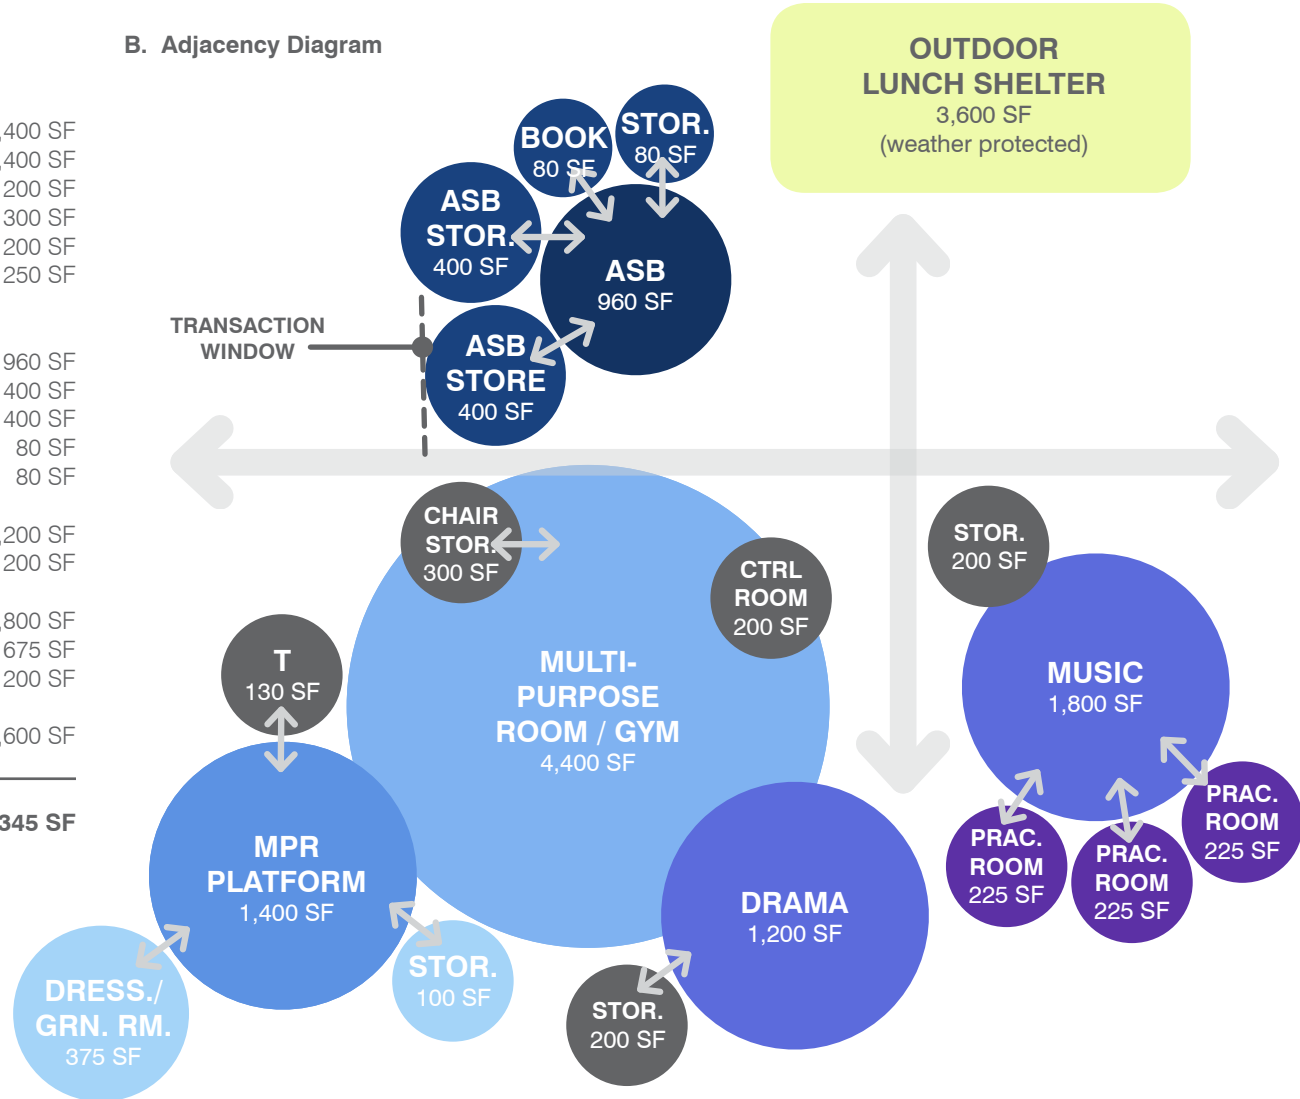 B. Adjacency Diagram
,400 SF
,400 SF
200 SF
300 SF
200 SF
250 SF
960 SF
400 SF
400 SF
80 SF
80 SF
,200 SF
200 SF
,800 SF
675 SF
200 SF
,600 SF
345 SF
OUTDOOR
LUNCH SHELTER
3,600 SF
(weather protected)
BOOK
80 SF
STOR.
80 SF
ASB
STOR.
400 SF
ASB
960 SF
TRANSACTION
WINDOW
ASB
STORE
400 SF
CHAIR
STOR.
300 SF
CTRL
ROOM
200 SF
STOR.
200 SF
T
130 SF
MULTI-
PURPOSE
ROOM / GYM
4,400 SF
MUSIC
1,800 SF
MPR
PLATFORM
1,400 SF
DRAMA
1,200 SF
PRAC.
ROOM
225 SF
PRAC.
ROOM
225 SF
PRAC.
ROOM
225 SF
DRESS./
GRN. RM.
375 SF
STOR.
100 SF
STOR.
200 SF